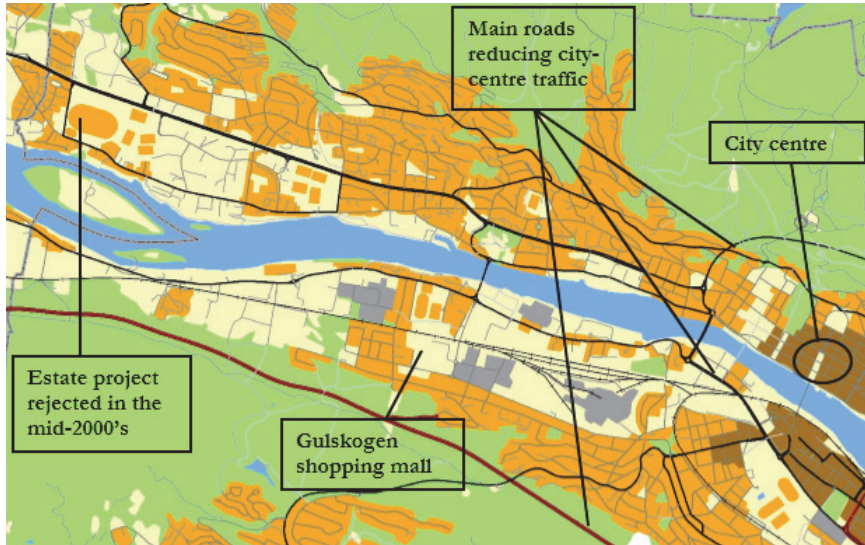 Main roads
reducing city-
centre traffic
City centre
Estate project
rejected in the
mid-2000's
Gulskogen
shopping mall